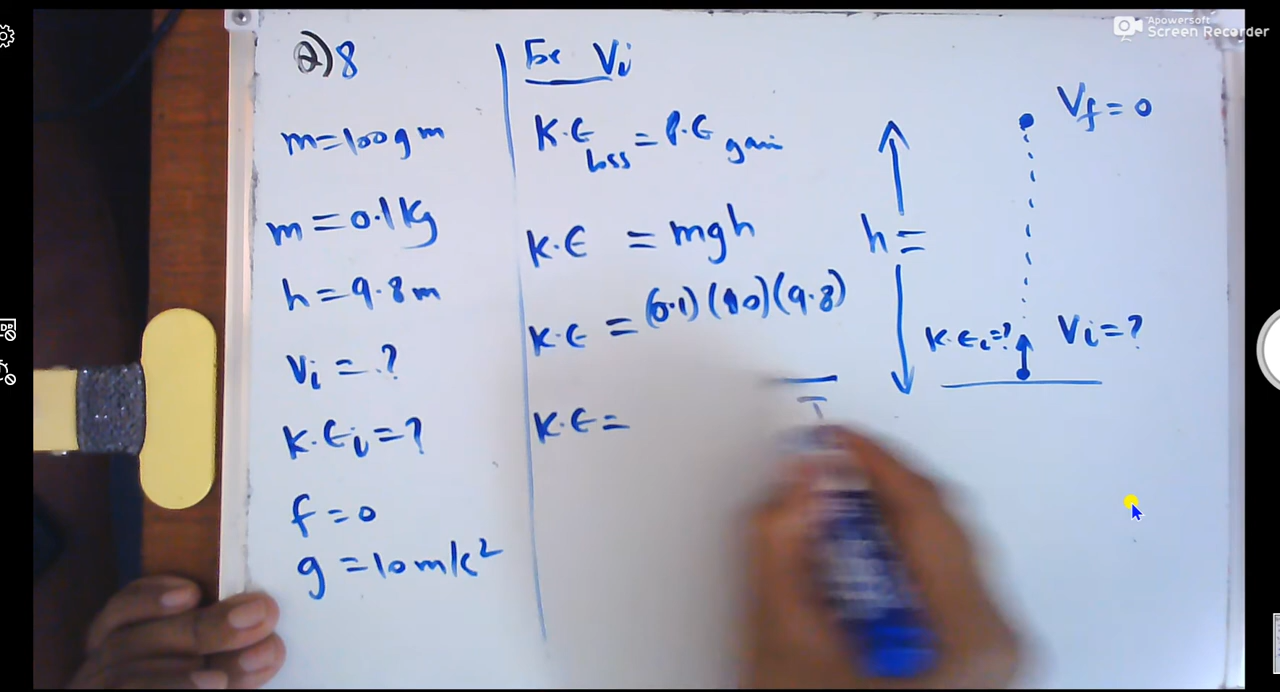 Q)8
m=100gm
m=0.1kg
h=9.8m
Vi=?
K.Ei=?
f=0
g=10m/s²
For Vi
K.E loss = P.E gain
K.E = mgh
K.E = (0.1)(10)(9.8)
K.E=
h=
Vf=0
K.Ei=?
Vi=?
Apowersoft
Screen Recorder